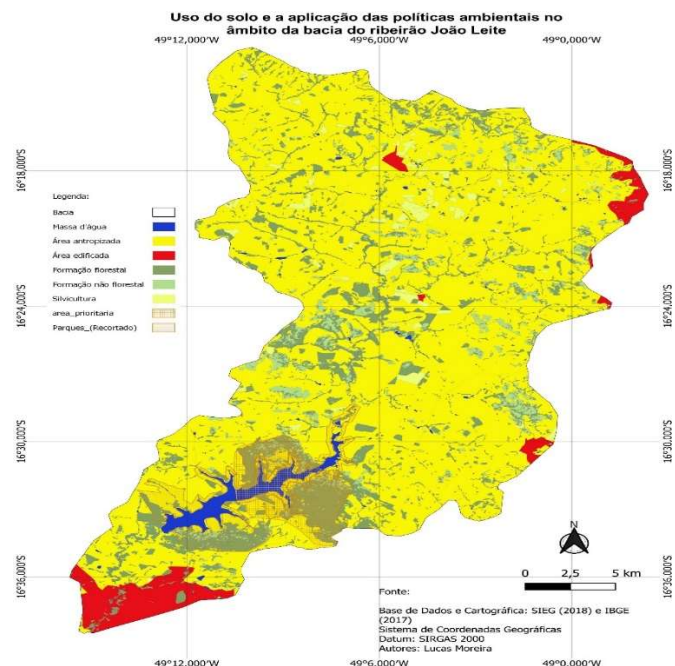 Uso do solo e a aplicação das políticas ambientais no
âmbito da bacia do ribeirão João Leite
49°12,000'W 49°6,000'W 49°0,000'W
16°18,000'S 16°18,000'S
Legenda:
Bacia
Massa d'água
Área antropizada
Área edificada
Formação florestal
Formação não florestal
Silvicultura
area_prioritaria
Parques_(Recortado)
16°24,000'S 16°24,000'S
16°30,000'S 16°30,000'S
N
16°36,000'S 16°36,000'S
0 2,5 5 km
Fonte:
Base de Dados e Cartográfica: SIEG (2018) e IBGE
(2017)
Sistema de Coordenadas Geográficas
Datum: SIRGAS 2000
Autores: Lucas Moreira
49°12,000'W 49°6,000'W 49°0,000'W